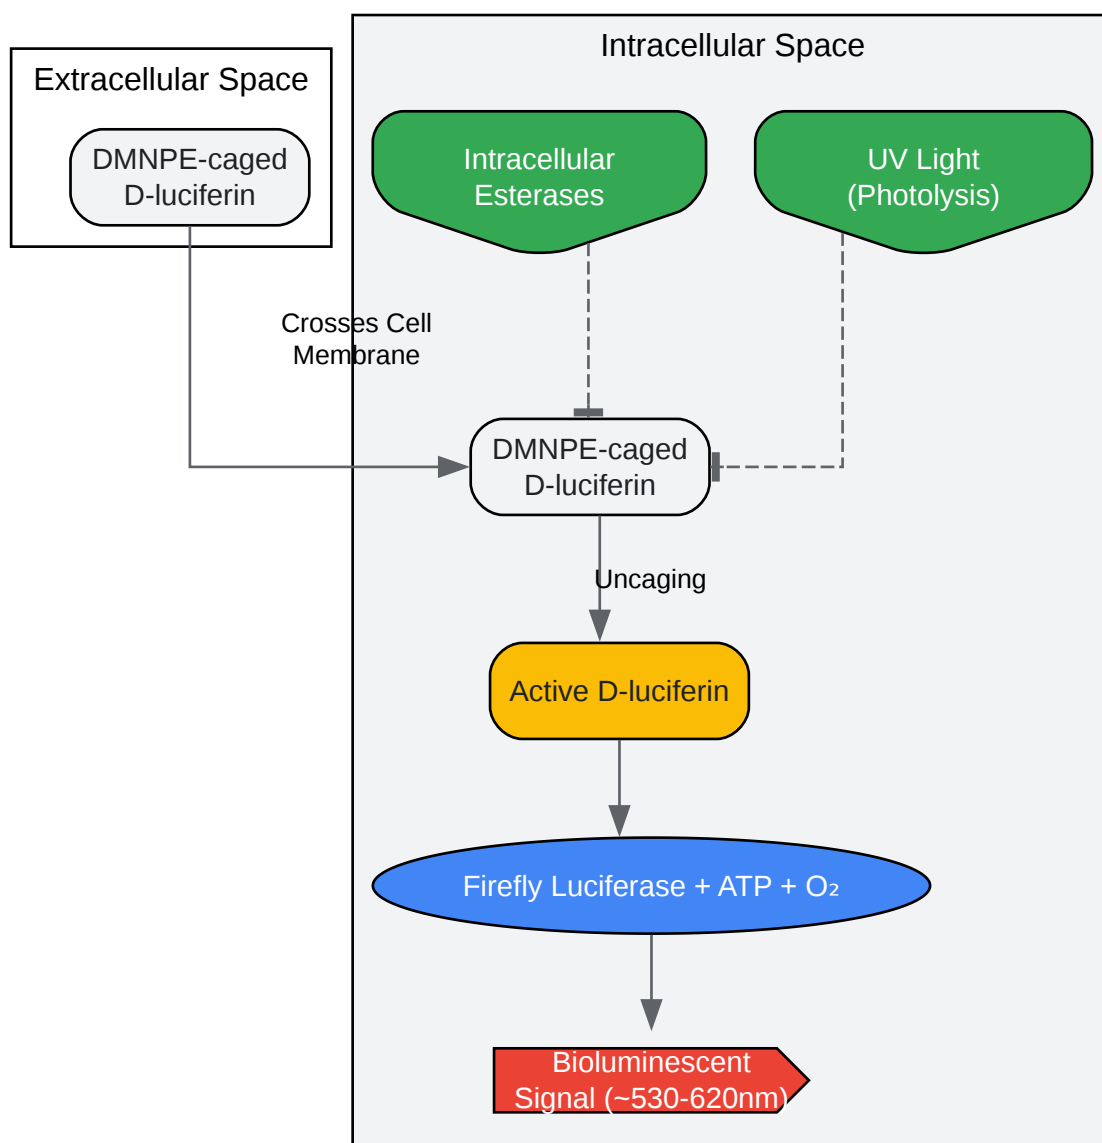 Extracellular Space
DMNPE-caged
D-luciferin
Intracellular Space
Intracellular
Esterases
UV Light
(Photolysis)
Crosses Cell
Membrane
DMNPE-caged
D-luciferin
Uncaging
Active D-luciferin
Firefly Luciferase + ATP + O₂
Bioluminescent
Signal (~530-620nm)